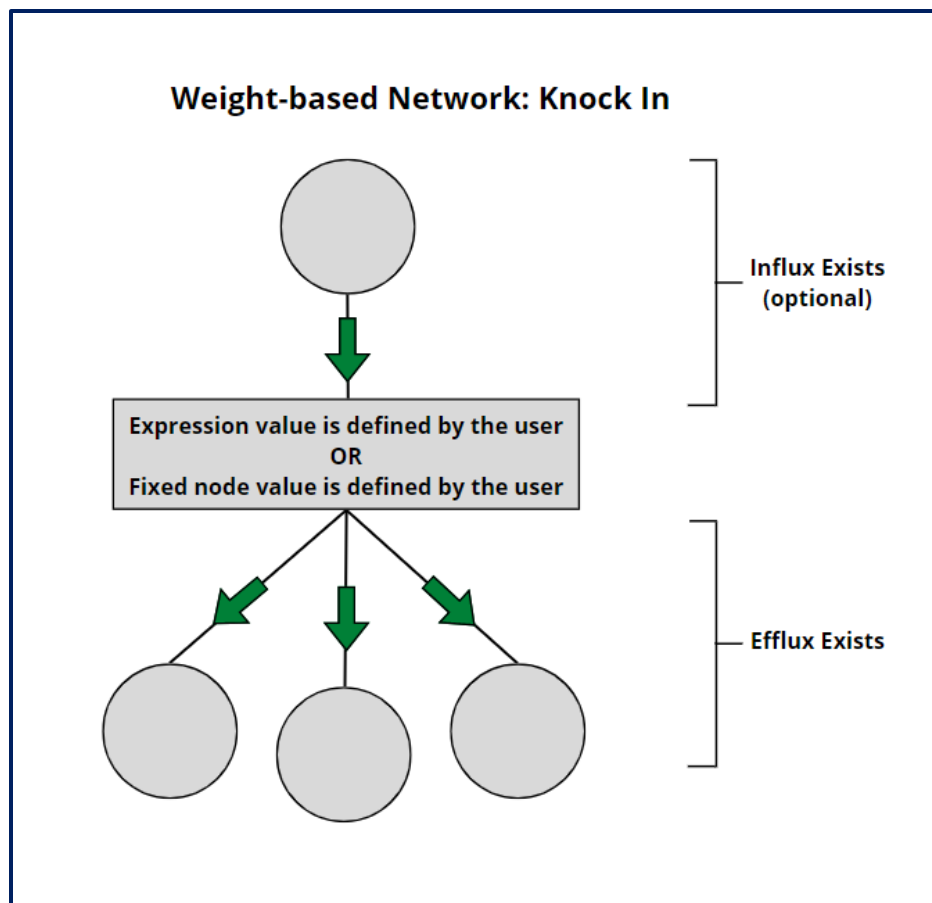 Weight-based Network: Knock In
Influx Exists
(optional)
Expression value is defined by the user
OR
Fixed node value is defined by the user
Efflux Exists